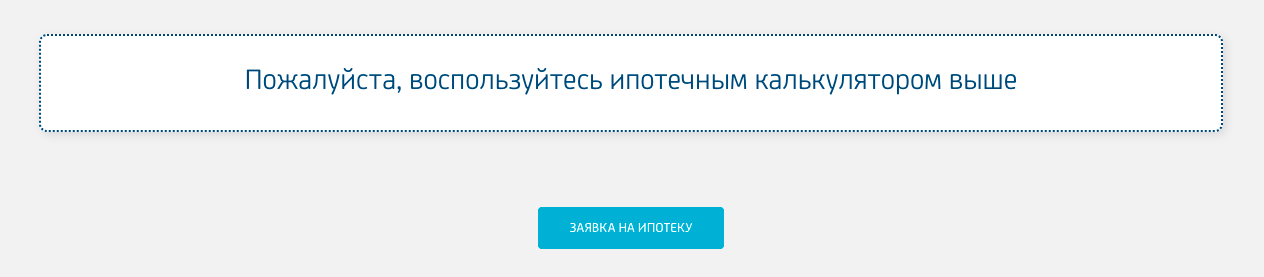 Пожалуйста, воспользуйтесь ипотечным калькулятором выше
ЗАЯВКА НА ИПОТЕКУ